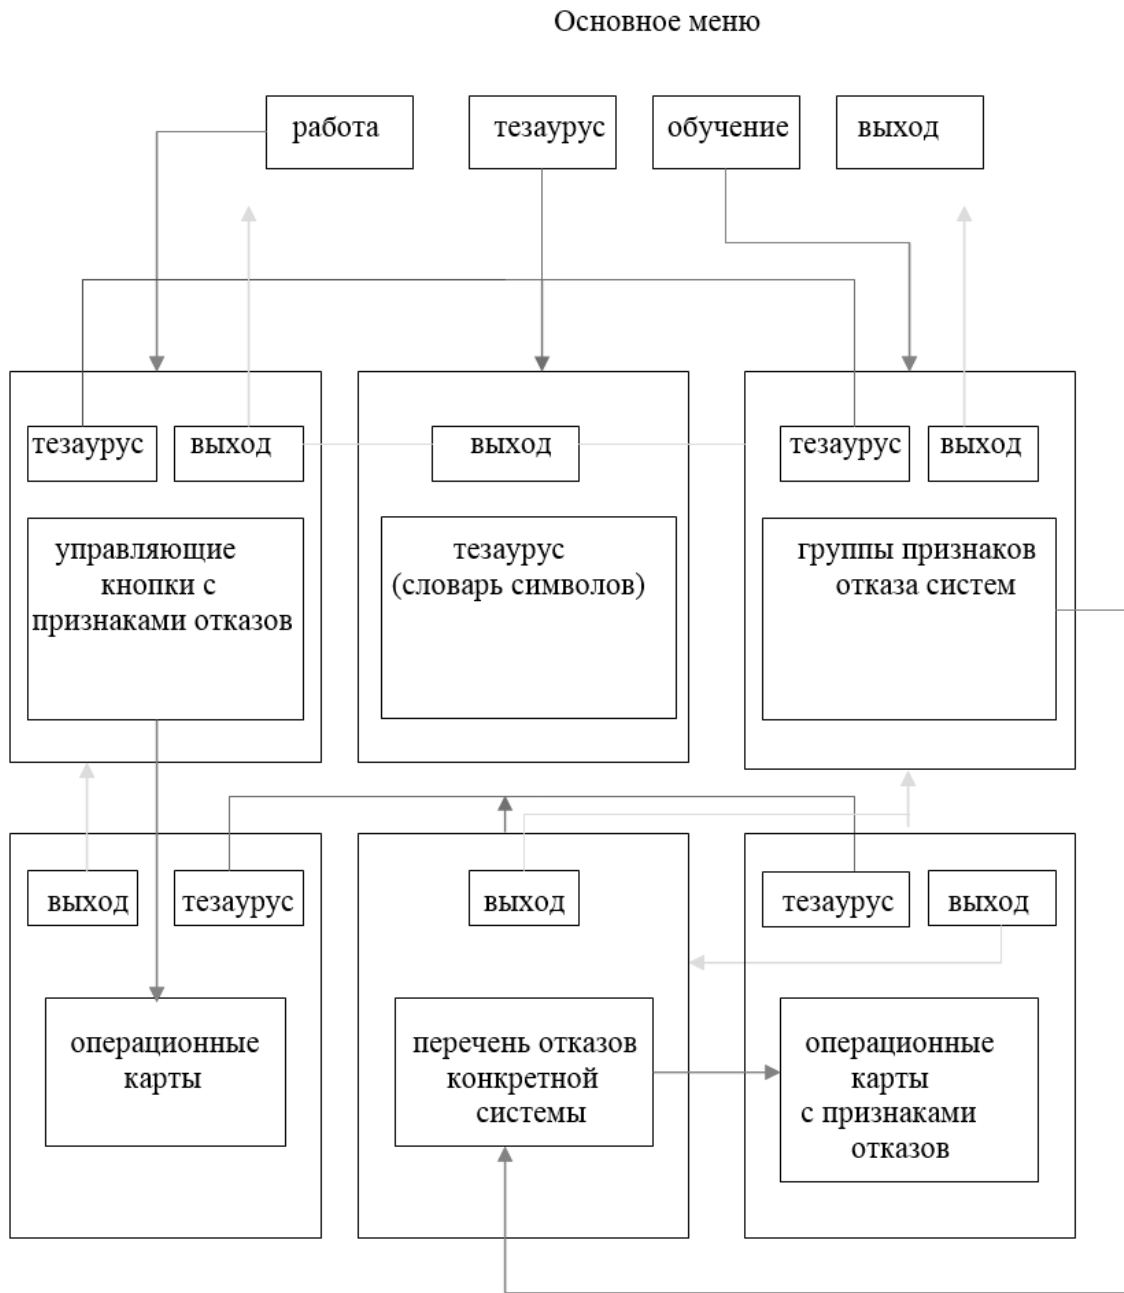 Основное меню
работа
тезаурус
обучение
выход
тезаурус
выход
выход
тезаурус
выход
управляющие
кнопки с
признаками отказов
тезаурус
(словарь символов)
группы признаков
отказа систем
выход
тезаурус
выход
тезаурус
выход
операционные
карты
перечень отказов
конкретной
системы
операционные
карты
с признаками
отказов